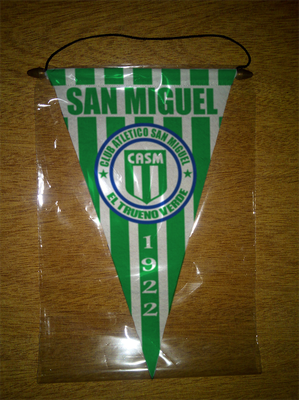 SAN MIGUEL
CLUB ATLETICO SAN MIGUEL
CASM
EL TRUENO VERDE
1922